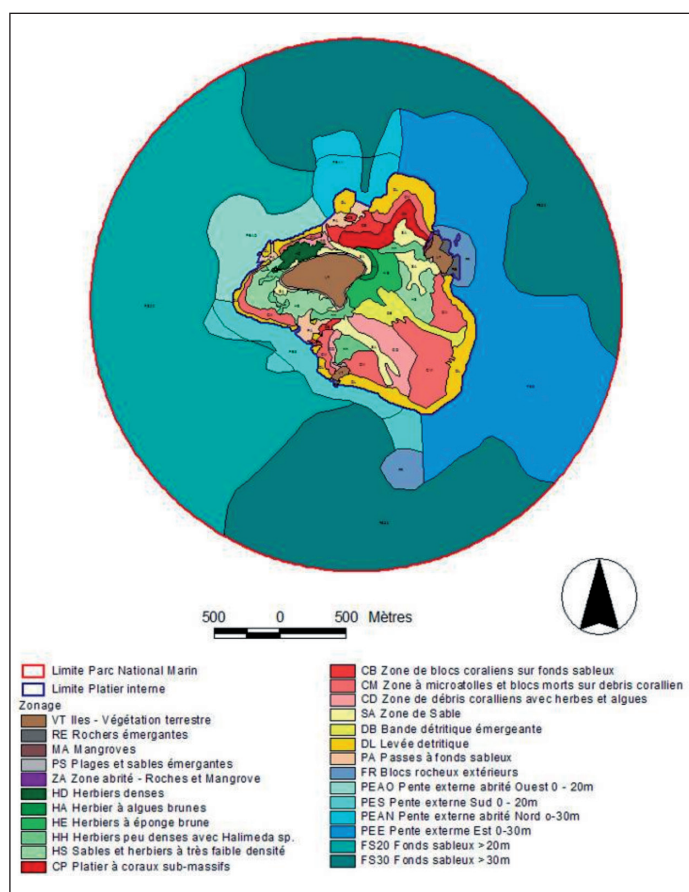 500 0 500 Mètres
Limite Parc National Marin
Limite Platier interne
Zonage
VT Iles - Végétation terrestre
RE Rochers émergantes
MA Mangroves
PS Plages et sables émergantes
ZA Zone abrité - Roches et Mangrove
HD Herbiers denses
HA Herbier à algues brunes
HE Herbiers à éponge brune
HH Herbiers peu denses avec Halimeda sp.
HS Sables et herbiers à très faible densité
CP Platier à coraux sub-massifs
CB Zone de blocs coraliens sur fonds sableux
CM Zone à microatolles et blocs morts sur debris corallien
CD Zone de débris coralliens avec herbes et algues
SA Zone de Sable
DB Bande détritique émergeante
DL Levée detritique
PA Passes à fonds sableux
FR Blocs rocheux extérieurs
PEAO Pente externe abrité Ouest 0 - 20m
PES Pente externe Sud 0 - 20m
PEAN Pente externe abrité Nord o-30m
PEE Pente exterme Est 0-30m
FS20 Fonds sableux >20m
FS30 Fonds sableux >30m